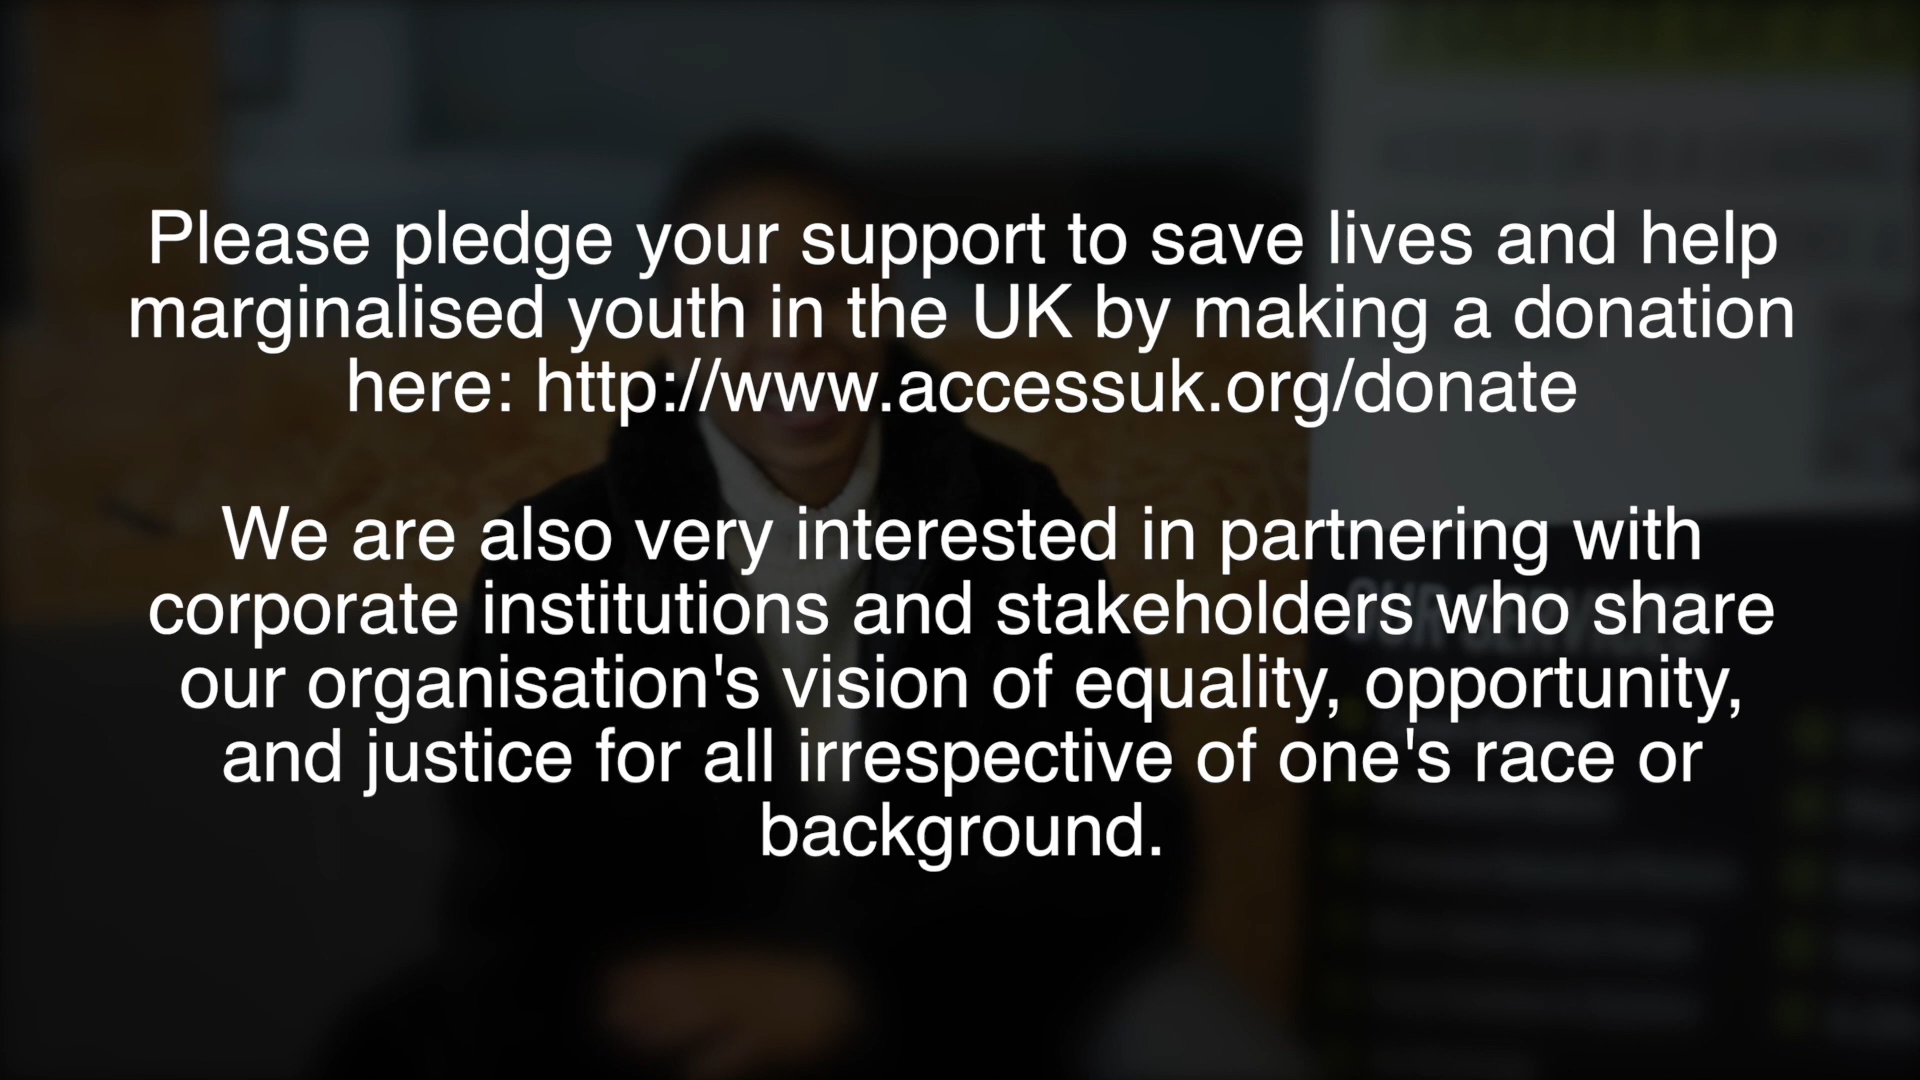 Please pledge your support to save lives and help
marginalised youth in the UK by making a donation
here: http://www.accessuk.org/donate
We are also very interested in partnering with
corporate institutions and stakeholders who share
our organisation's vision of equality, opportunity,
and justice for all irrespective of one's race or
background.
OUR SERVICES